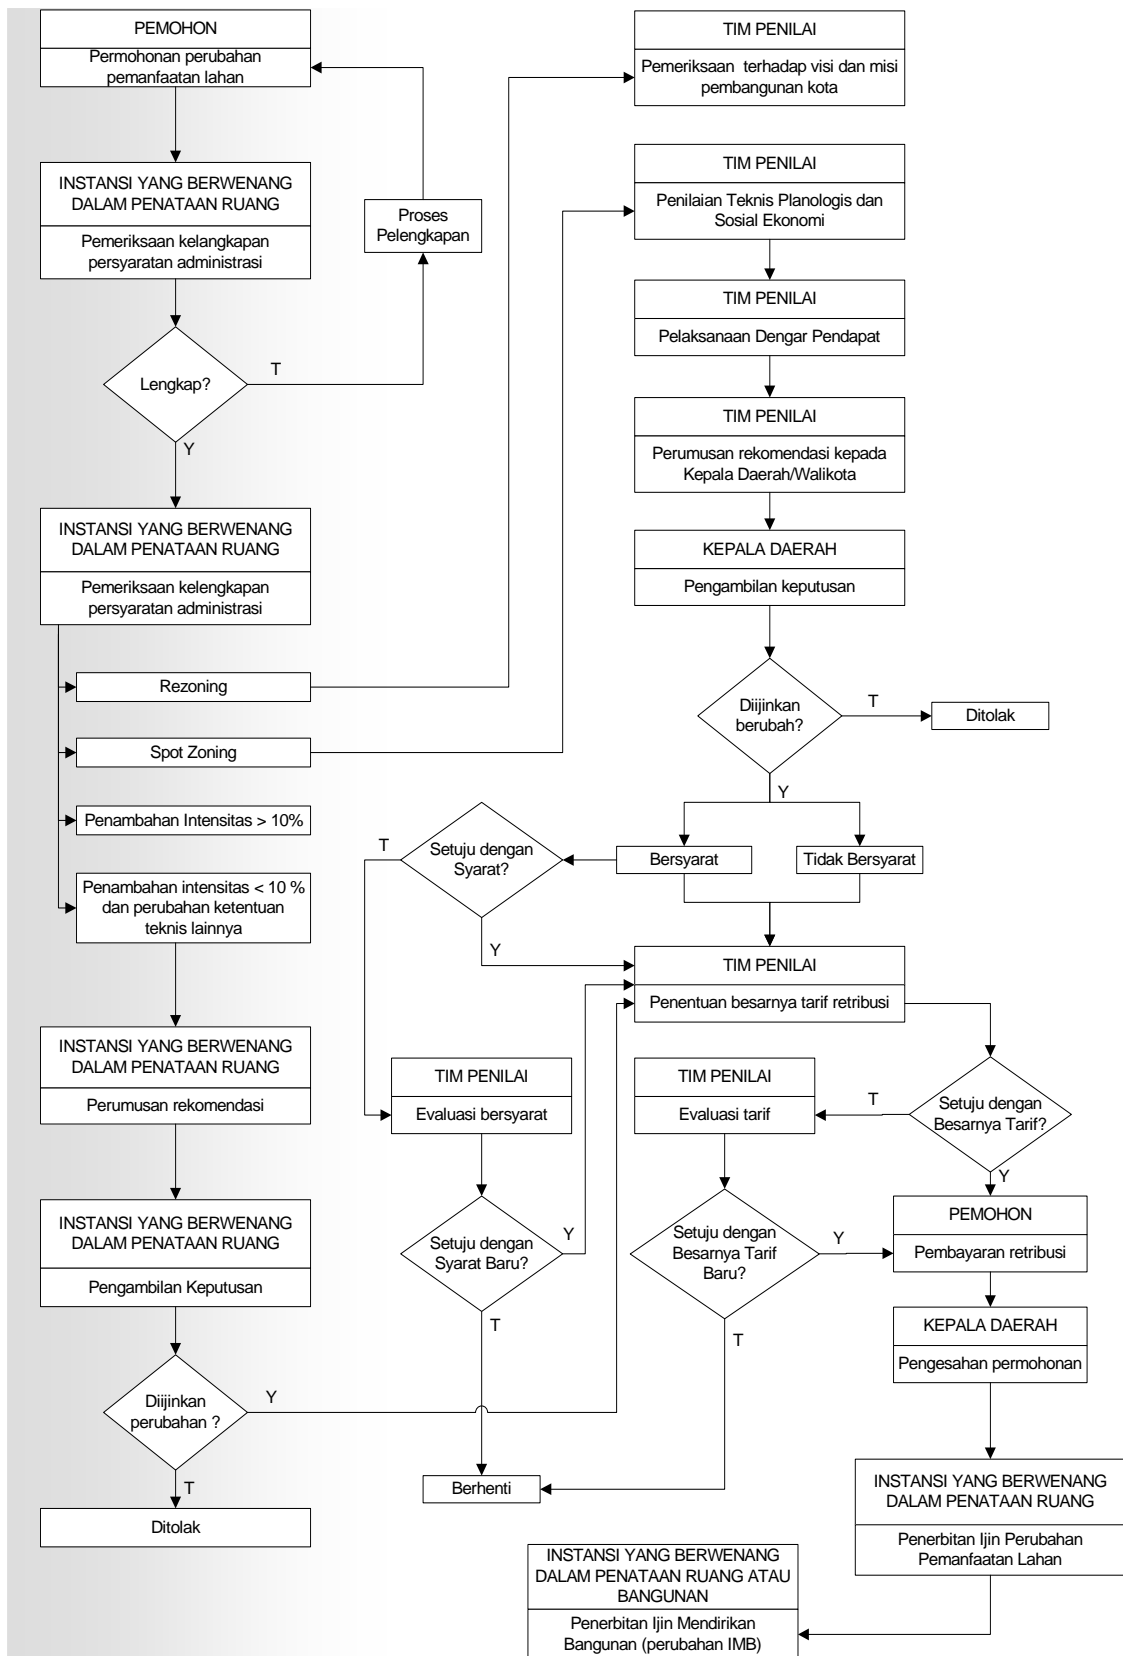 PEMOHON
Permohonan perubahan
pemanfaatan lahan
INSTANSI YANG BERWENANG
DALAM PENATAAN RUANG
Pemeriksaan kelangkapan
persyaratan administrasi
Proses
Pelengkapan
Lengkap?
T
Y
INSTANSI YANG BERWENANG
DALAM PENATAAN RUANG
Pemeriksaan kelengkapan
persyaratan administrasi
Rezoning
Spot Zoning
Penambahan Intensitas > 10%
Penambahan intensitas < 10 %
dan perubahan ketentuan
teknis lainnya
INSTANSI YANG BERWENANG
DALAM PENATAAN RUANG
Perumusan rekomendasi
INSTANSI YANG BERWENANG
DALAM PENATAAN RUANG
Pengambilan Keputusan
Diijinkan
perubahan ?
Y
T
Ditolak
TIM PENILAI
Pemeriksaan terhadap visi dan misi
pembangunan kota
TIM PENILAI
Penilaian Teknis Planologis dan
Sosial Ekonomi
TIM PENILAI
Pelaksanaan Dengar Pendapat
TIM PENILAI
Perumusan rekomendasi kepada
Kepala Daerah/Walikota
KEPALA DAERAH
Pengambilan keputusan
Diijinkan
berubah?
T
Ditolak
Y
Bersyarat
Tidak Bersyarat
Setuju dengan
Syarat?
T
Y
TIM PENILAI
Penentuan besarnya tarif retribusi
TIM PENILAI
Evaluasi bersyarat
Setuju dengan
Syarat Baru?
Y
T
TIM PENILAI
Evaluasi tarif
T
Setuju dengan
Besarnya Tarif?
Y
Setuju dengan
Besarnya Tarif
Baru?
Y
T
Berhenti
PEMOHON
Pembayaran retribusi
KEPALA DAERAH
Pengesahan permohonan
INSTANSI YANG BERWENANG
DALAM PENATAAN RUANG
Penerbitan Ijin Perubahan
Pemanfaatan Lahan
INSTANSI YANG BERWENANG
DALAM PENATAAN RUANG ATAU
BANGUNAN
Penerbitan Ijin Mendirikan
Bangunan (perubahan IMB)